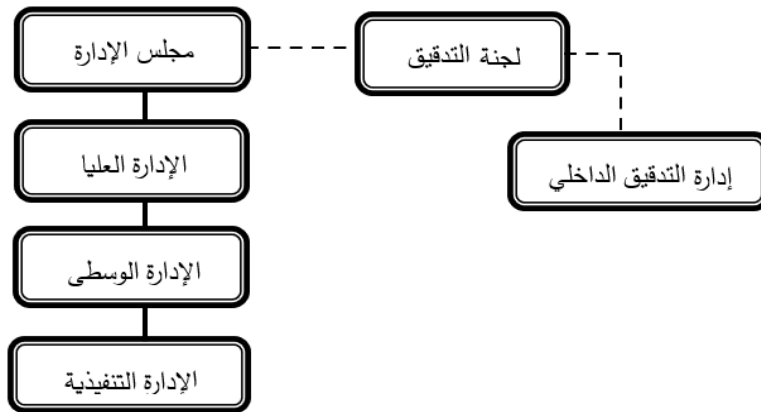 مجلس الإدارة
لجنة التدقيق
الإدارة العليا
إدارة التدقيق الداخلي
الإدارة الوسطى
الإدارة التنفيذية